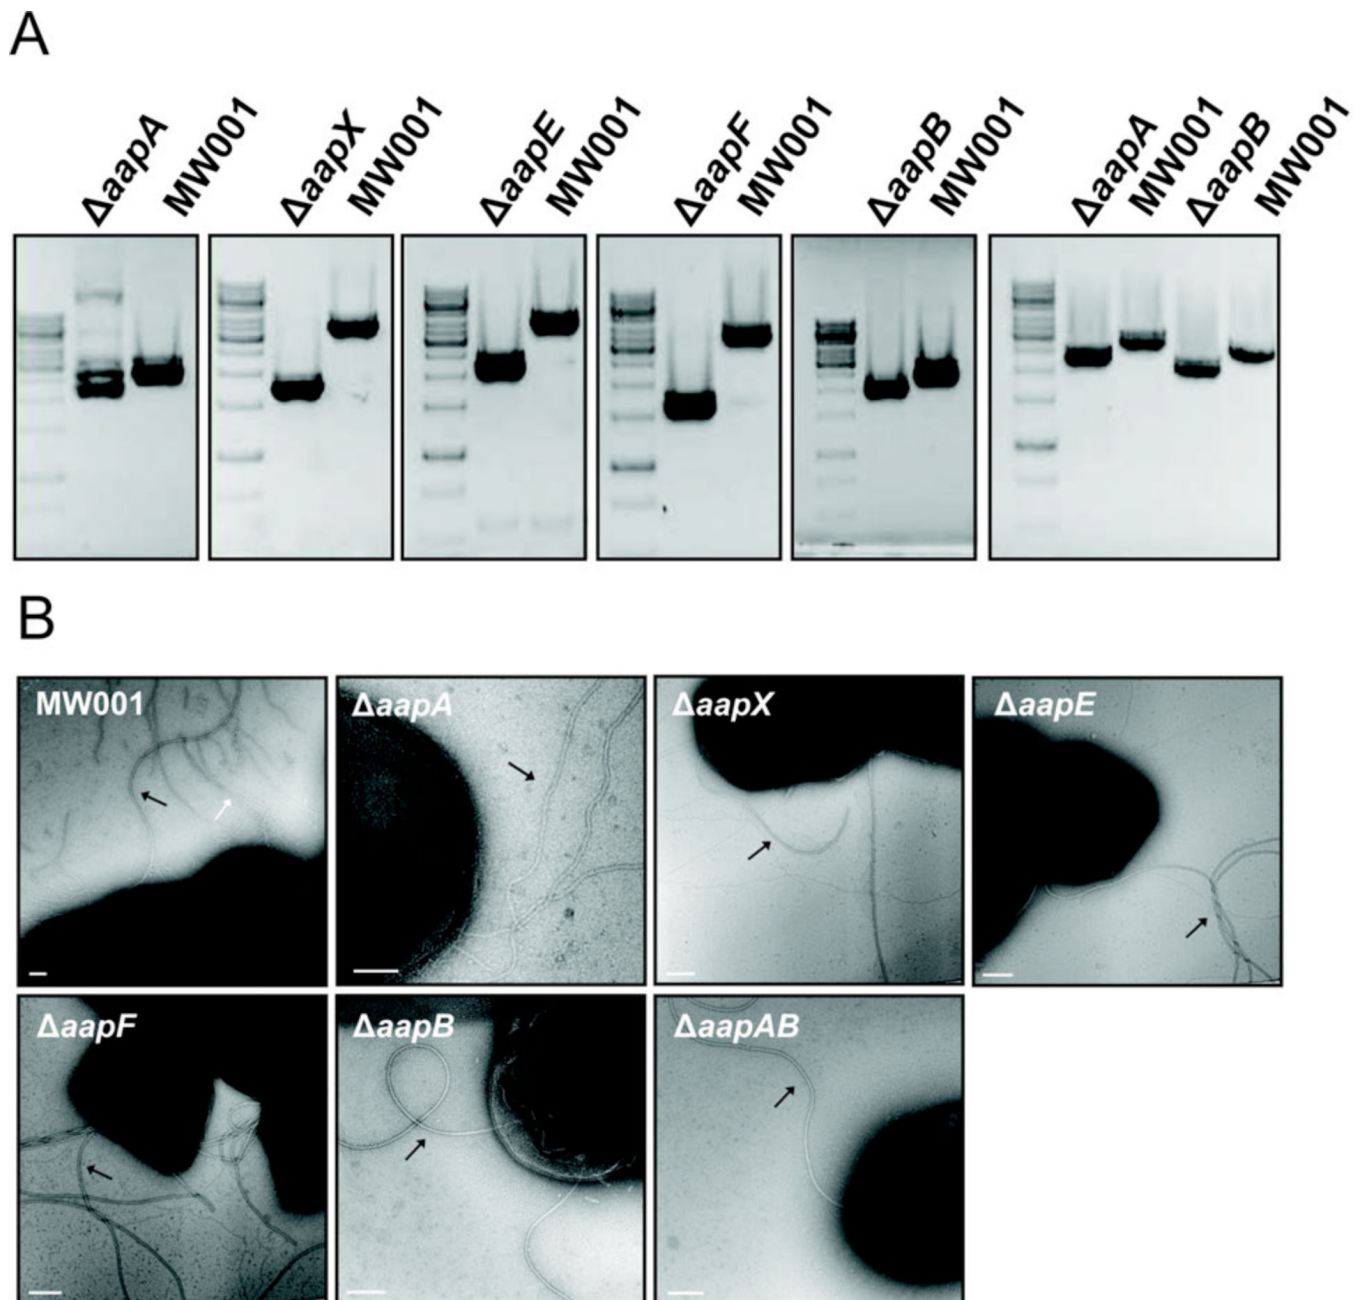 A
ΔaapA MW001 ΔaapX MW001 ΔaapE MW001 ΔaapF MW001 ΔaapB MW001 ΔaapA MW001 ΔaapB MW001
B
MW001 ΔaapA ΔaapX ΔaapE
ΔaapF ΔaapB ΔaapAB